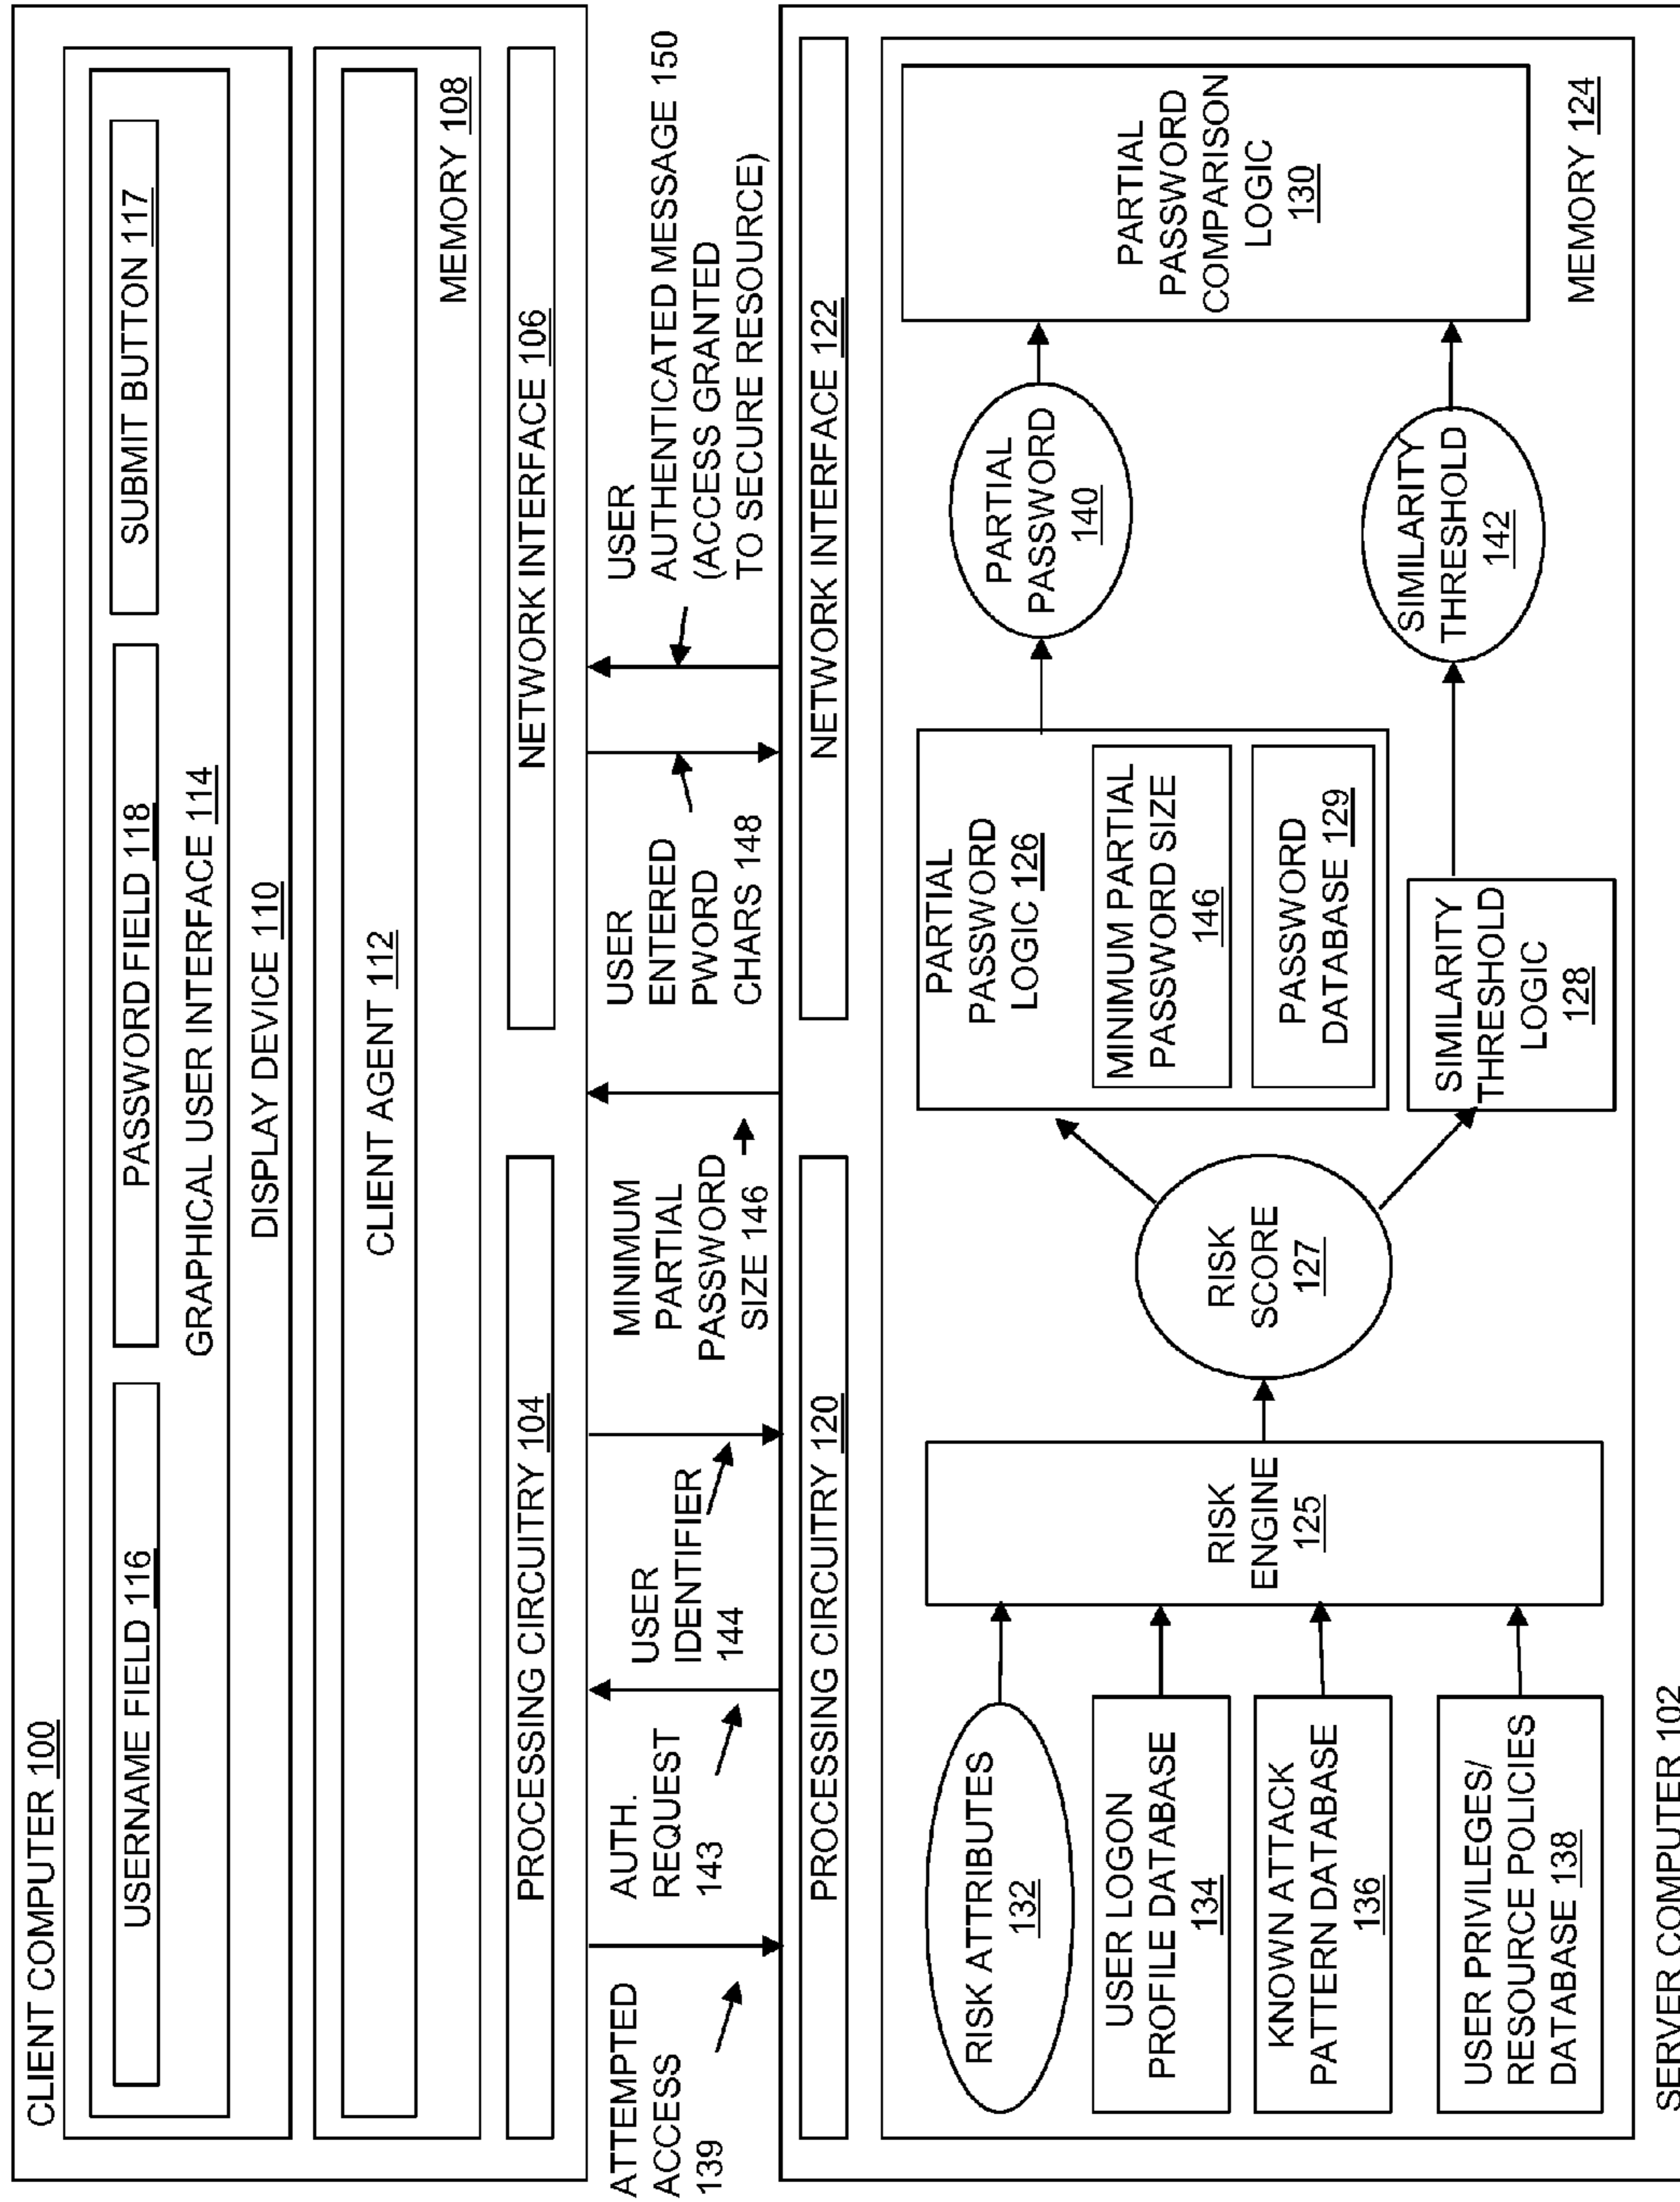 CLIENT COMPUTER 100
USERNAME FIELD 116
PASSWORD FIELD 118
SUBMIT BUTTON 117
GRAPHICAL USER INTERFACE 114
DISPLAY DEVICE 110
CLIENT AGENT 112
MEMORY 108
PROCESSING CIRCUITRY 104
NETWORK INTERFACE 106
ATTEMPTED
ACCESS
139
AUTH.
REQUEST
143
USER
IDENTIFIER
144
MINIMUM
PARTIAL
PASSWORD
SIZE 146
USER
ENTERED
PWORD
CHARS 148
USER
AUTHENTICATED MESSAGE 150
(ACCESS GRANTED
TO SECURE RESOURCE)
PROCESSING CIRCUITRY 120
NETWORK INTERFACE 122
RISK ATTRIBUTES
132
USER LOGON
PROFILE DATABASE
134
KNOWN ATTACK
PATTERN DATABASE
136
USER PRIVILEGES/
RESOURCE POLICIES
DATABASE 138
RISK
ENGINE
125
RISK
SCORE
127
PARTIAL
PASSWORD
LOGIC 126
MINIMUM PARTIAL
PASSWORD SIZE
146
PASSWORD
DATABASE 129
SIMILARITY
THRESHOLD
LOGIC
128
PARTIAL
PASSWORD
140
SIMILARITY
THRESHOLD
142
PARTIAL
PASSWORD
COMPARISON
LOGIC
130
MEMORY 124
SERVER COMPUTER 102